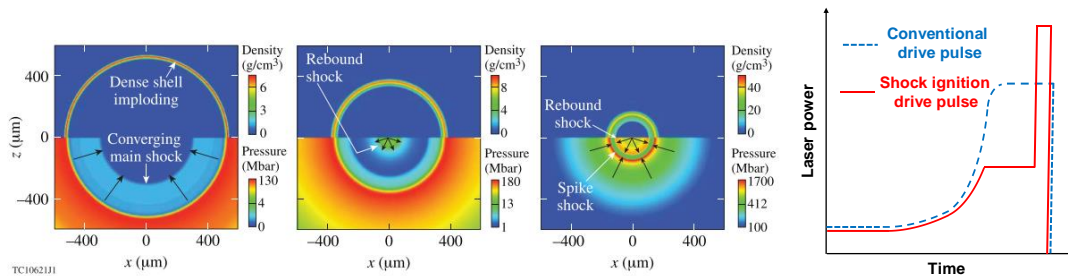 Density
(g/cm³)
6
3
0
Pressure
(Mbar)
130
4
0
400
0
–400
z (µm)
Dense shell
imploding
Converging
main shock
–400
0
400
x (µm)
TC10621J1
Rebound
shock
Density
(g/cm³)
8
6
4
2
0
Pressure
(Mbar)
180
13
1
–400
0
400
x (µm)
Rebound
shock
Spike
shock
Density
(g/cm³)
40
20
0
Pressure
(Mbar)
1700
412
100
–400
0
400
x (µm)
Laser power
Conventional
drive pulse
Shock ignition
drive pulse
Time